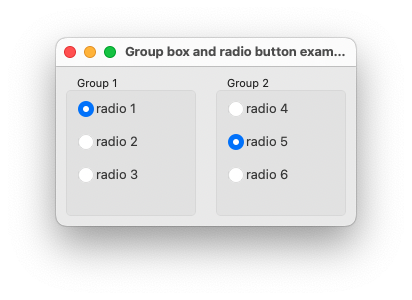 Group box and radio button exam...
Group 1
radio 1
radio 2
radio 3
Group 2
radio 4
radio 5
radio 6